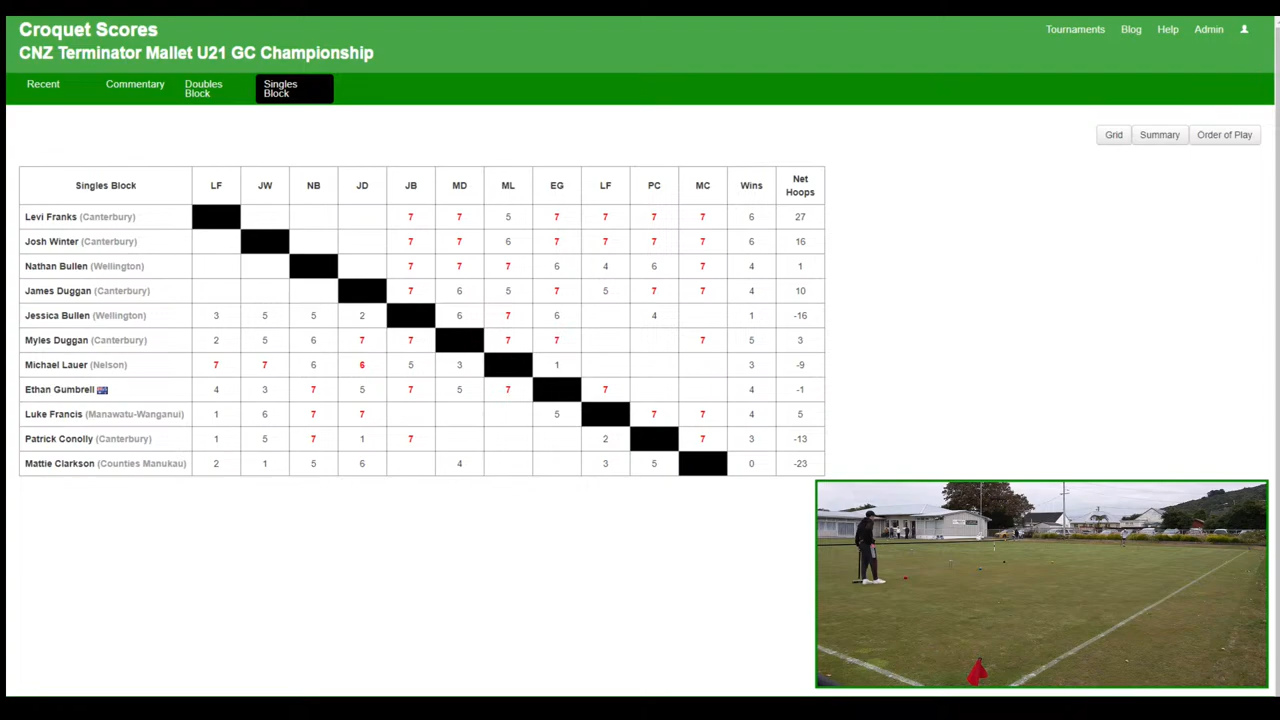 Croquet Scores
CNZ Terminator Mallet U21 GC Championship
Tournaments Blog Help Admin
Recent Commentary Doubles Block Singles Block
Grid Summary Order of Play
Singles Block LF JW NB JD JB MD ML EG LF PC MC Wins Net Hoops
Levi Franks (Canterbury) 7 7 5 7 7 7 7 6 27
Josh Winter (Canterbury) 7 7 6 7 7 7 7 6 16
Nathan Bullen (Wellington) 7 7 7 6 4 6 7 4 1
James Duggan (Canterbury) 7 6 5 7 5 7 7 4 10
Jessica Bullen (Wellington) 3 5 5 2 6 7 6 4 1 -16
Myles Duggan (Canterbury) 2 5 6 7 7 7 7 7 5 3
Michael Lauer (Nelson) 7 7 6 6 5 3 1 3 -9
Ethan Gumbrell 4 3 7 5 7 5 7 7 4 -1
Luke Francis (Manawatu-Wanganui) 1 6 7 7 5 7 7 4 5
Patrick Conolly (Canterbury) 1 5 7 1 7 2 7 3 -13
Mattie Clarkson (Counties Manukau) 2 1 5 6 4 3 5 0 -23